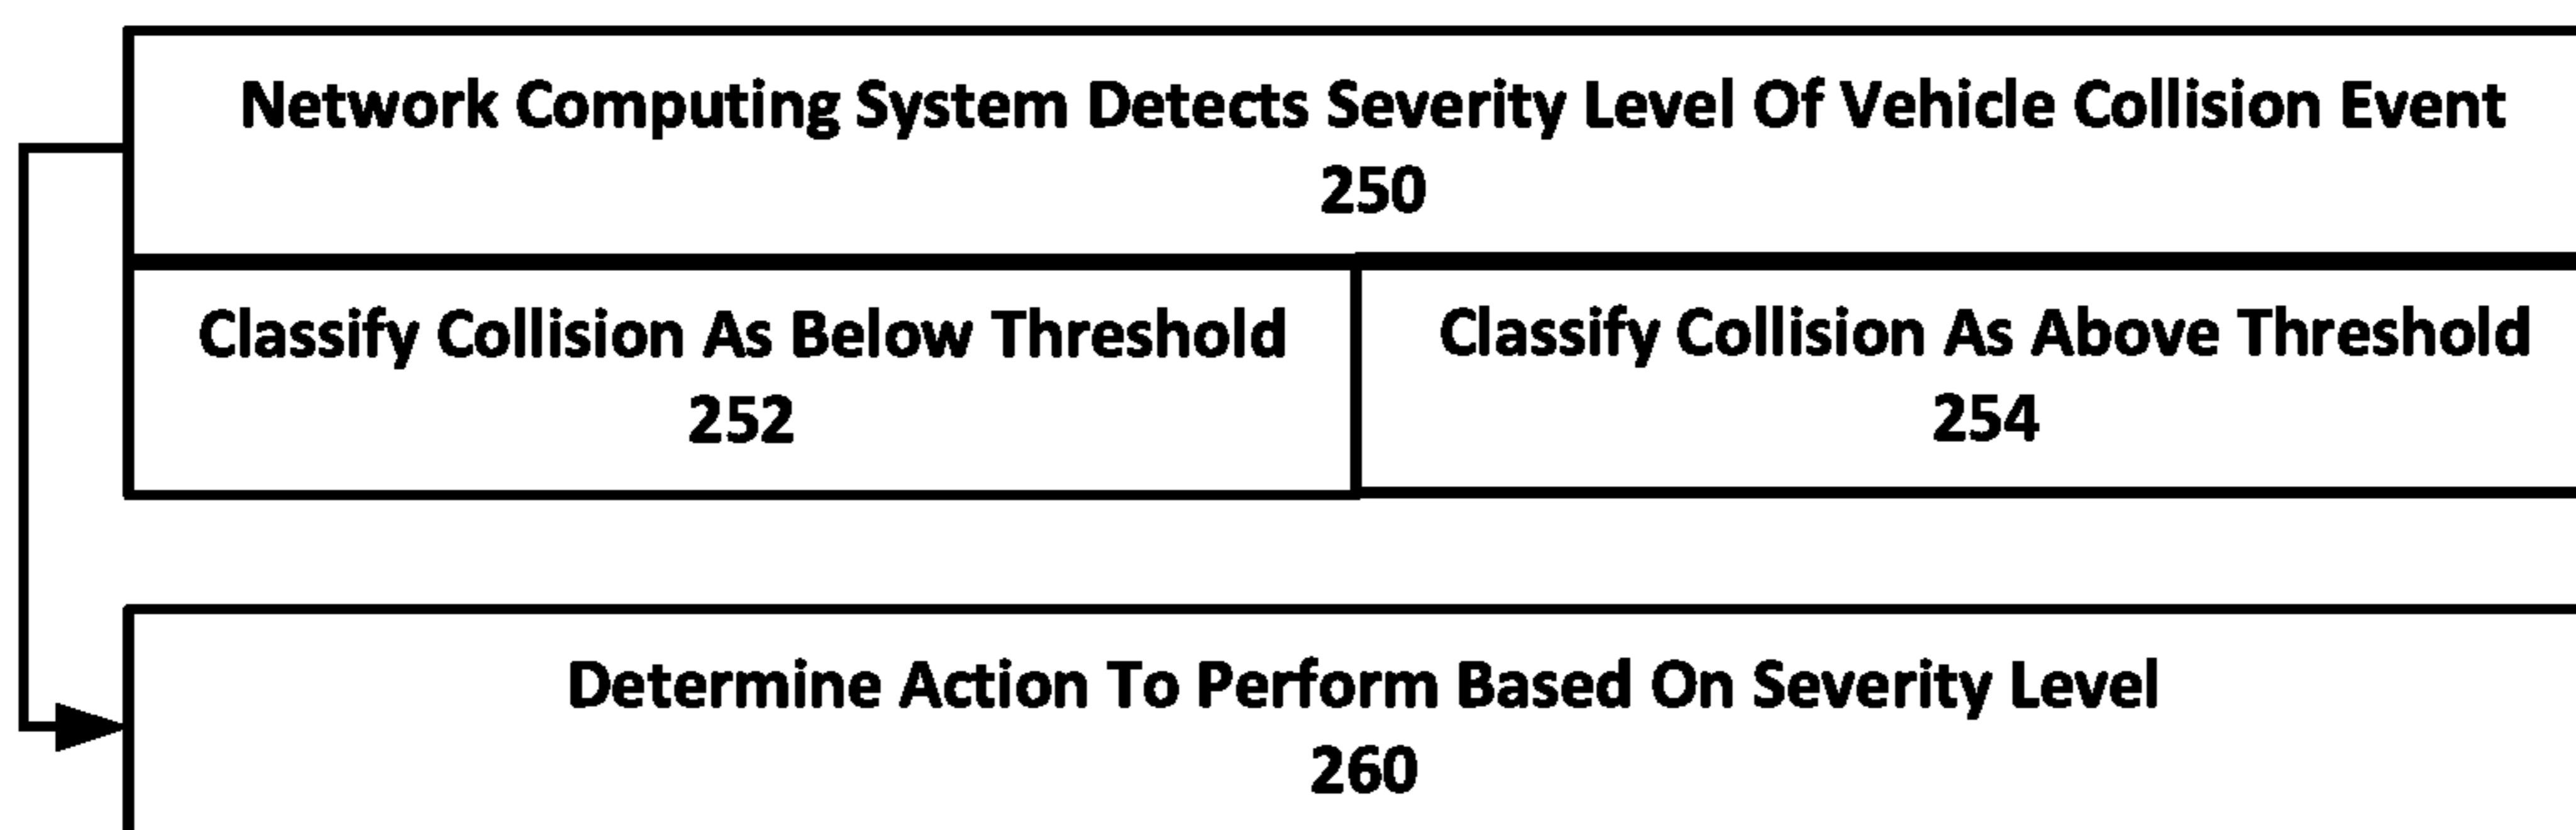 Network Computing System Detects Severity Level Of Vehicle Collision Event
250
Classify Collision As Below Threshold
252
Classify Collision As Above Threshold
254
Determine Action To Perform Based On Severity Level
260